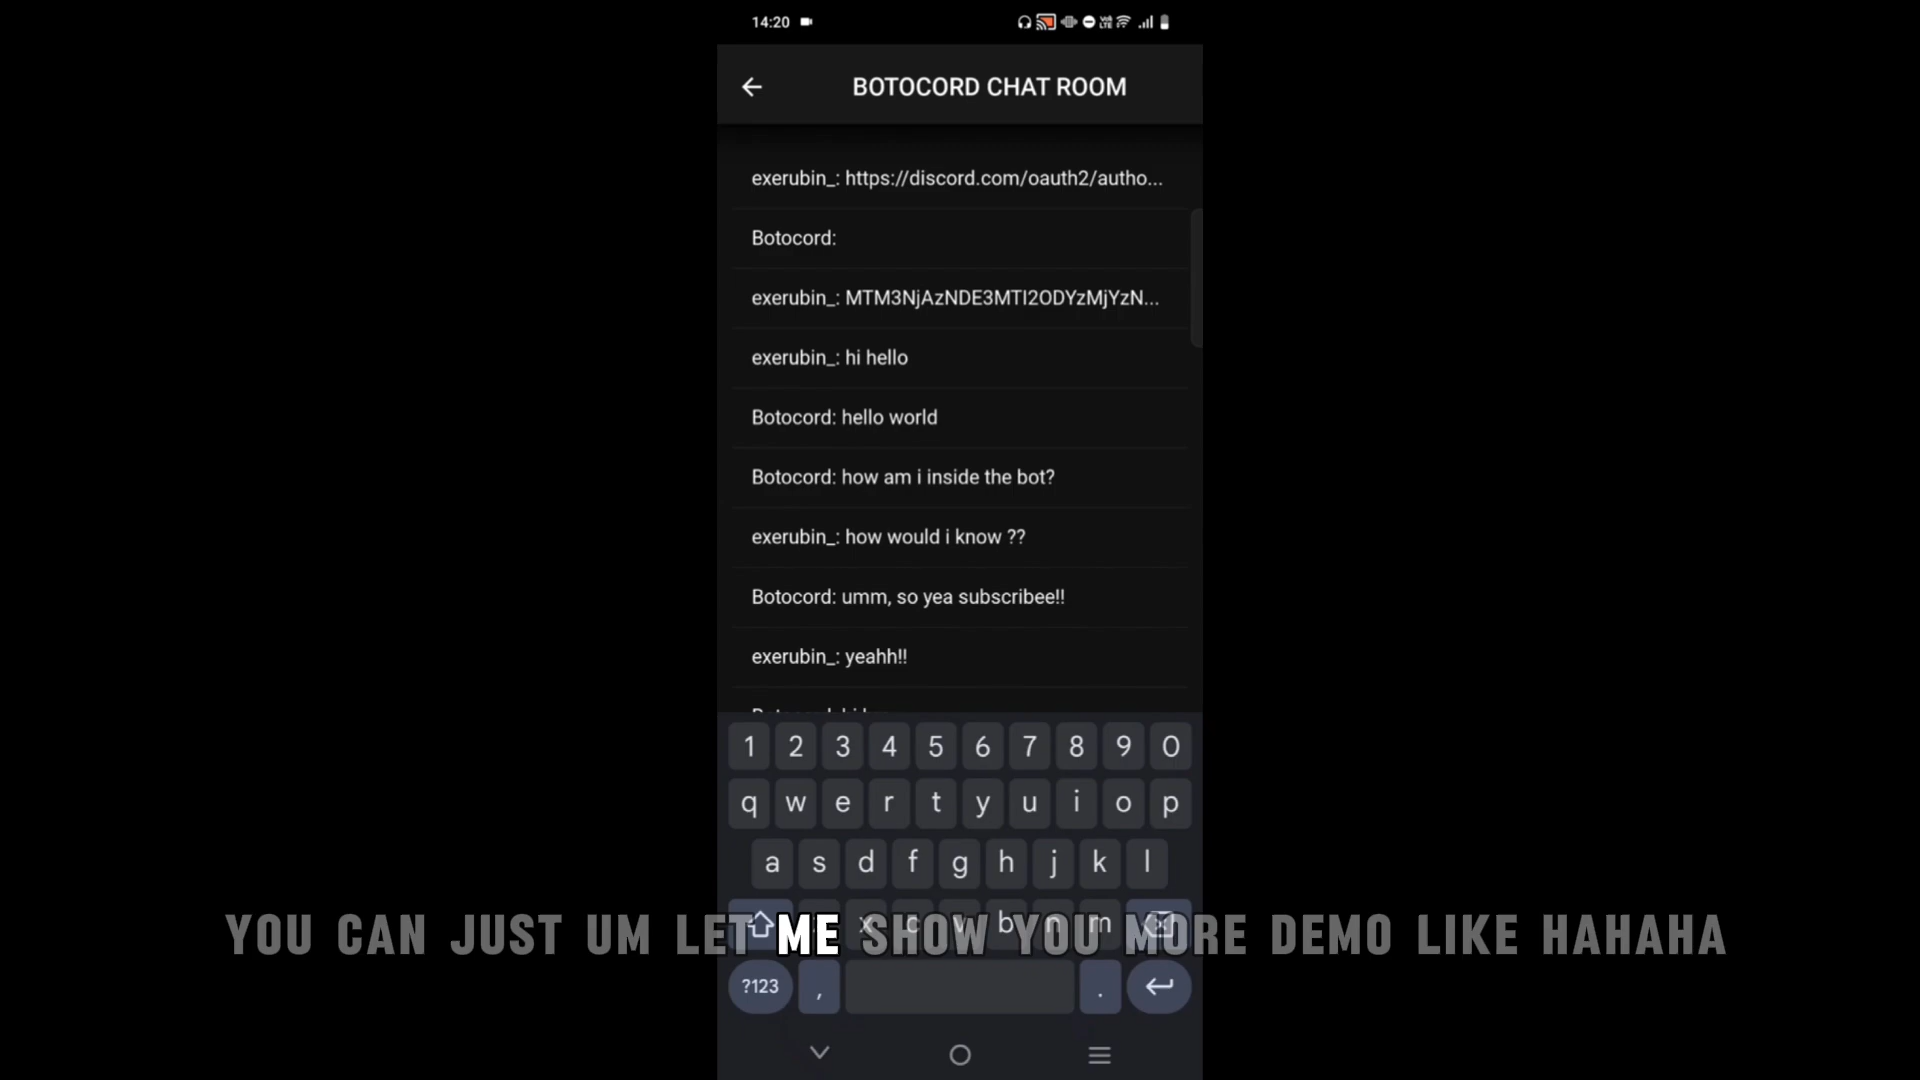 14:20
VoLTE
BOTOCORD CHAT ROOM
exerubin_: https://discord.com/oauth2/autho...
Botocord:
exerubin_: MTM3NjAzNDE3MTI2ODYzMjYzN...
exerubin_: hi hello
Botocord: hello world
Botocord: how am i inside the bot?
exerubin_: how would i know ??
Botocord: umm, so yea subscribee!!
exerubin_: yeahh!!
1 2 3 4 5 6 7 8 9 0
q w e r t y u i o p
a s d f g h j k l
x c v b n m
YOU CAN JUST UM LET ME SHOW YOU MORE DEMO LIKE HAHAHA
?123 , .